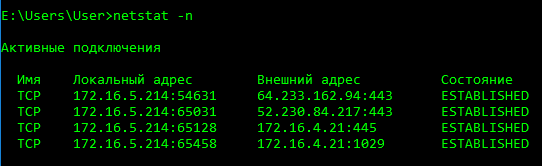 E:\Users\User>netstat -n
Активные подключения
Имя Локальный адрес Внешний адрес Состояние
TCP 172.16.5.214:54631 64.233.162.94:443 ESTABLISHED
TCP 172.16.5.214:65031 52.230.84.217:443 ESTABLISHED
TCP 172.16.5.214:65128 172.16.4.21:445 ESTABLISHED
TCP 172.16.5.214:65458 172.16.4.21:1029 ESTABLISHED